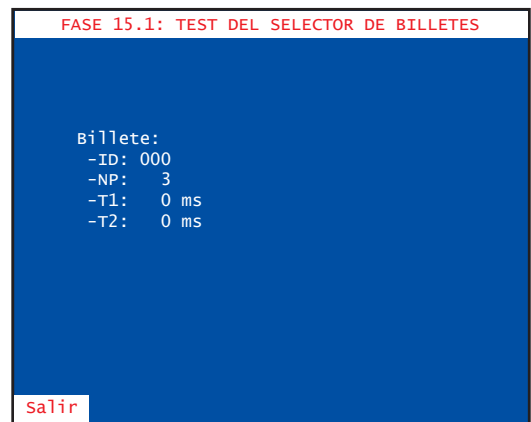 FASE 15.1: TEST DEL SELECTOR DE BILLETES
Billete:
-ID: 000
-NP: 3
-T1: 0 ms
-T2: 0 ms
Salir